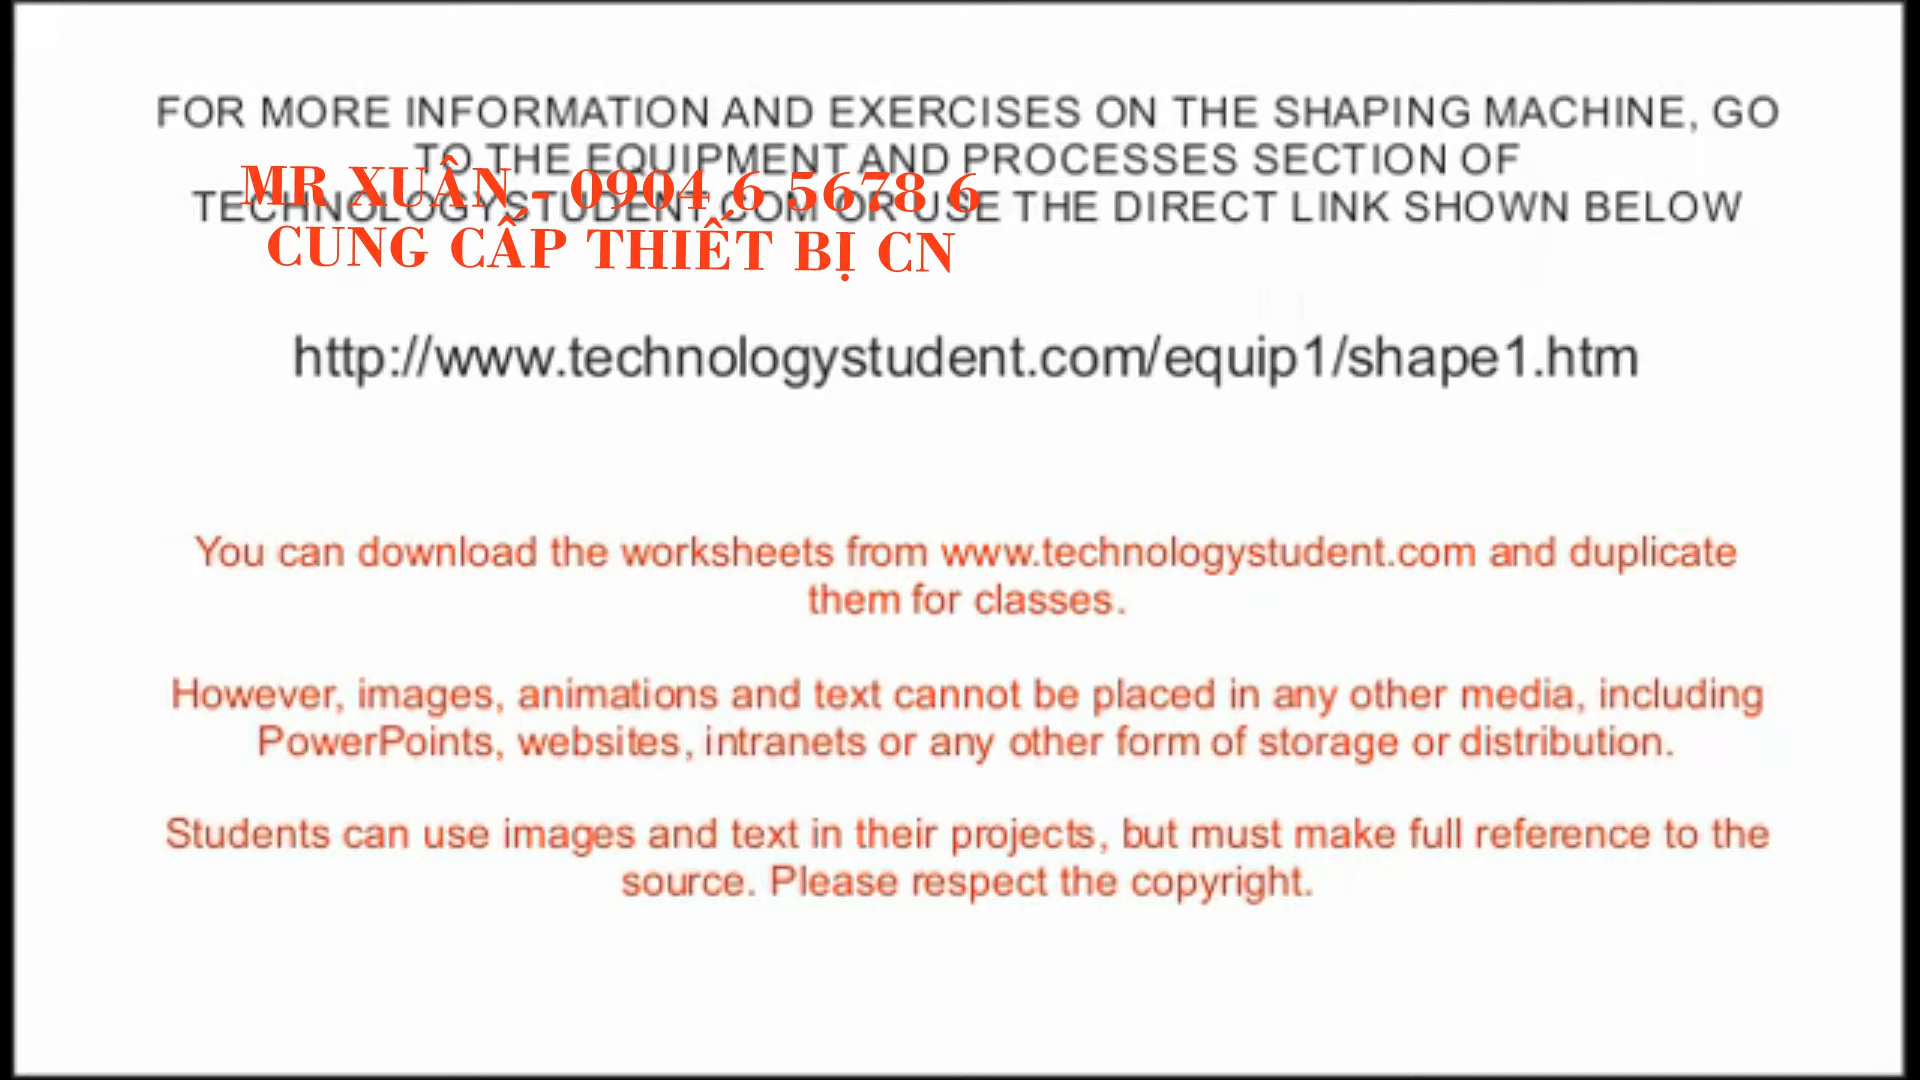 FOR MORE INFORMATION AND EXERCISES ON THE SHAPING MACHINE, GO
TO THE EQUIPMENT AND PROCESSES SECTION OF
TECHNOLOGYSTUDENT.COM OR USE THE DIRECT LINK SHOWN BELOW
MR XUÂN - 0904 6 5678 6
CUNG CẤP THIẾT BỊ CN
http://www.technologystudent.com/equip1/shape1.htm
You can download the worksheets from www.technologystudent.com and duplicate
them for classes.
However, images, animations and text cannot be placed in any other media, including
PowerPoints, websites, intranets or any other form of storage or distribution.
Students can use images and text in their projects, but must make full reference to the
source. Please respect the copyright.